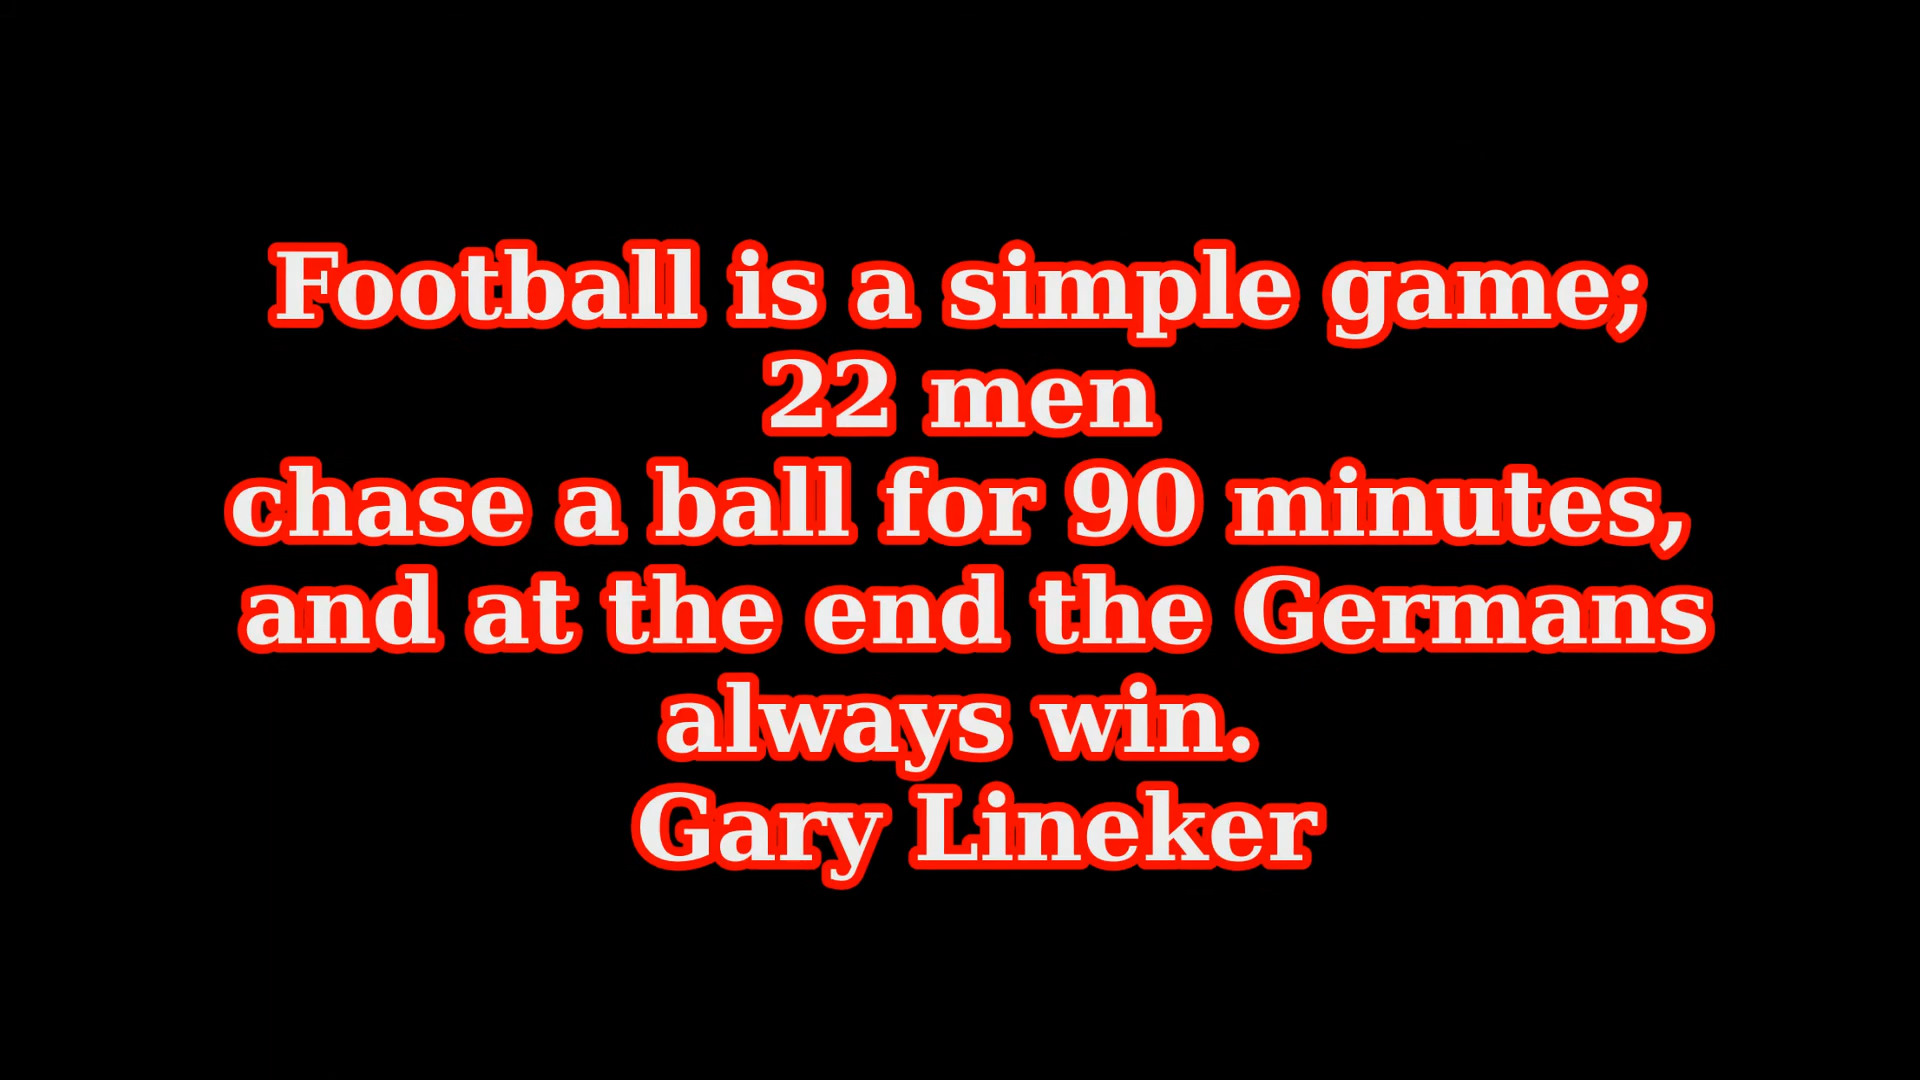 Football is a simple game;
22 men
chase a ball for 90 minutes,
and at the end the Germans
always win.
Gary Lineker